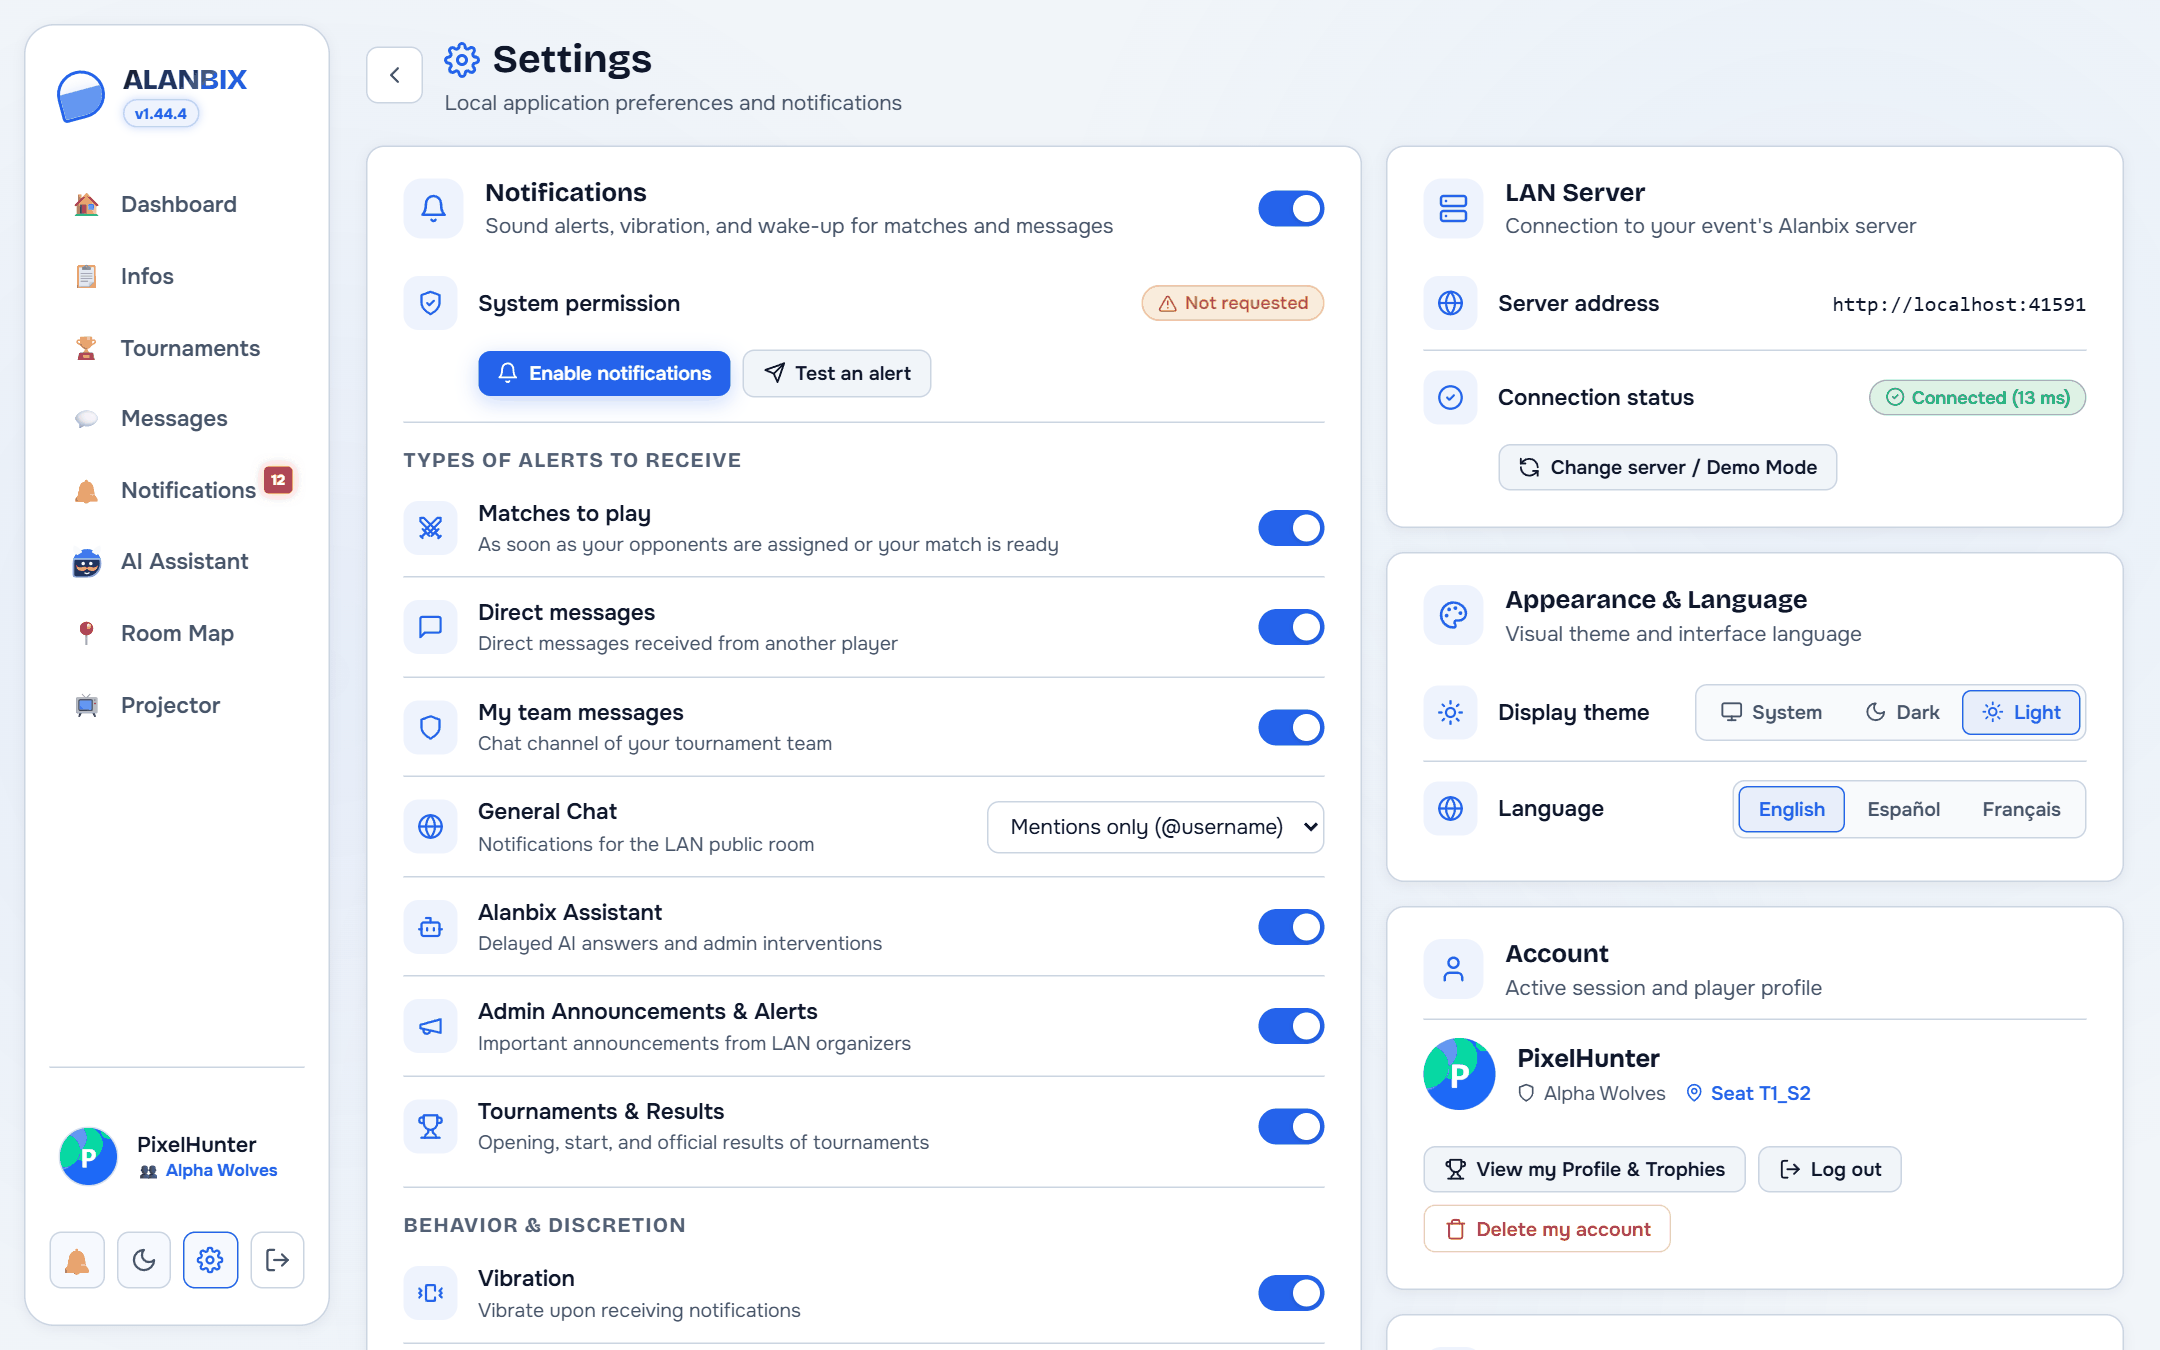 ALANBIX
v1.44.4
Dashboard
Infos
Tournaments
Messages
Notifications
12
AI Assistant
Room Map
Projector
P
PixelHunter
Alpha Wolves
Settings
Local application preferences and notifications
Notifications
Sound alerts, vibration, and wake-up for matches and messages
System permission
Not requested
Enable notifications
Test an alert
TYPES OF ALERTS TO RECEIVE
Matches to play
As soon as your opponents are assigned or your match is ready
Direct messages
Direct messages received from another player
My team messages
Chat channel of your tournament team
General Chat
Notifications for the LAN public room
Mentions only (@username)
Alanbix Assistant
Delayed AI answers and admin interventions
Admin Announcements & Alerts
Important announcements from LAN organizers
Tournaments & Results
Opening, start, and official results of tournaments
BEHAVIOR & DISCRETION
Vibration
Vibrate upon receiving notifications
LAN Server
Connection to your event's Alanbix server
Server address
http://localhost:41591
Connection status
Connected (13 ms)
Change server / Demo Mode
Appearance & Language
Visual theme and interface language
Display theme
System
Dark
Light
Language
English
Español
Français
Account
Active session and player profile
P
PixelHunter
Alpha Wolves
Seat T1_S2
View my Profile & Trophies
Log out
Delete my account